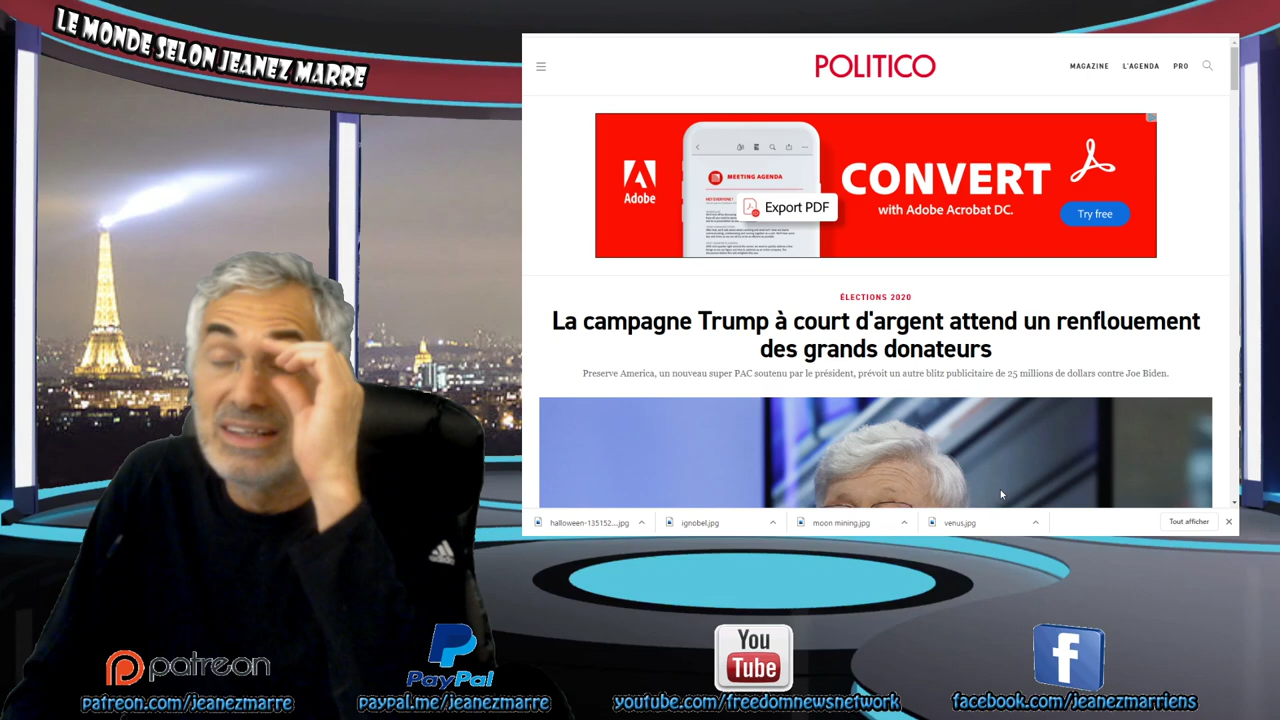 LE MONDE SELON JEANEZ MARRE
POLITICO
MAGAZINE L'AGENDA PRO
Adobe
MEETING AGENDA
Export PDF
CONVERT
with Adobe Acrobat DC.
Try free
ÉLECTIONS 2020
La campagne Trump à court d'argent attend un renflouement
des grands donateurs
Preserve America, un nouveau super PAC soutenu par le président, prévoit un autre blitz publicitaire de 25 millions de dollars contre Joe Biden.
halloween-135152....jpg ignobel.jpg moon mining.jpg venus.jpg Tout afficher
patreon
patreon.com/jeanezmarre
PayPal
paypal.me/jeanezmarre
You
Tube
youtube.com/freedomnewsnetwork
f
facebook.com/jeanezmarriens